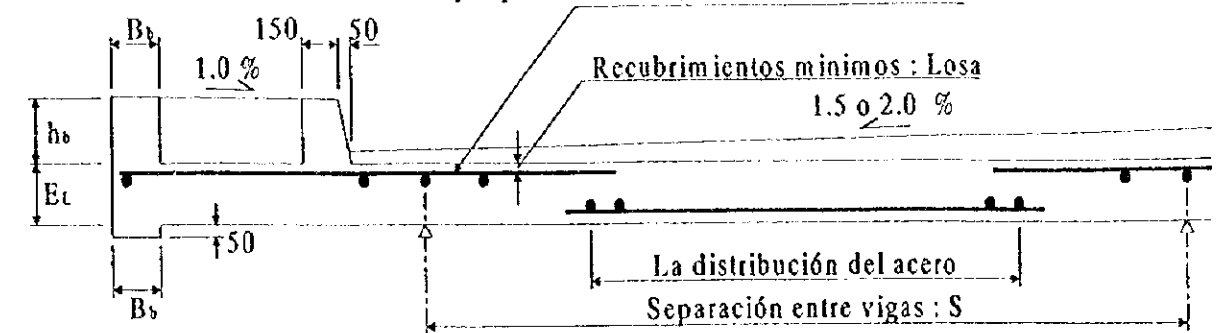 Bb
150
50
1.0 %
Recubrimientos minimos : Losa
1.5 o 2.0 %
hb
EL
50
La distribución del acero
Bb
Separación entre vigas : S